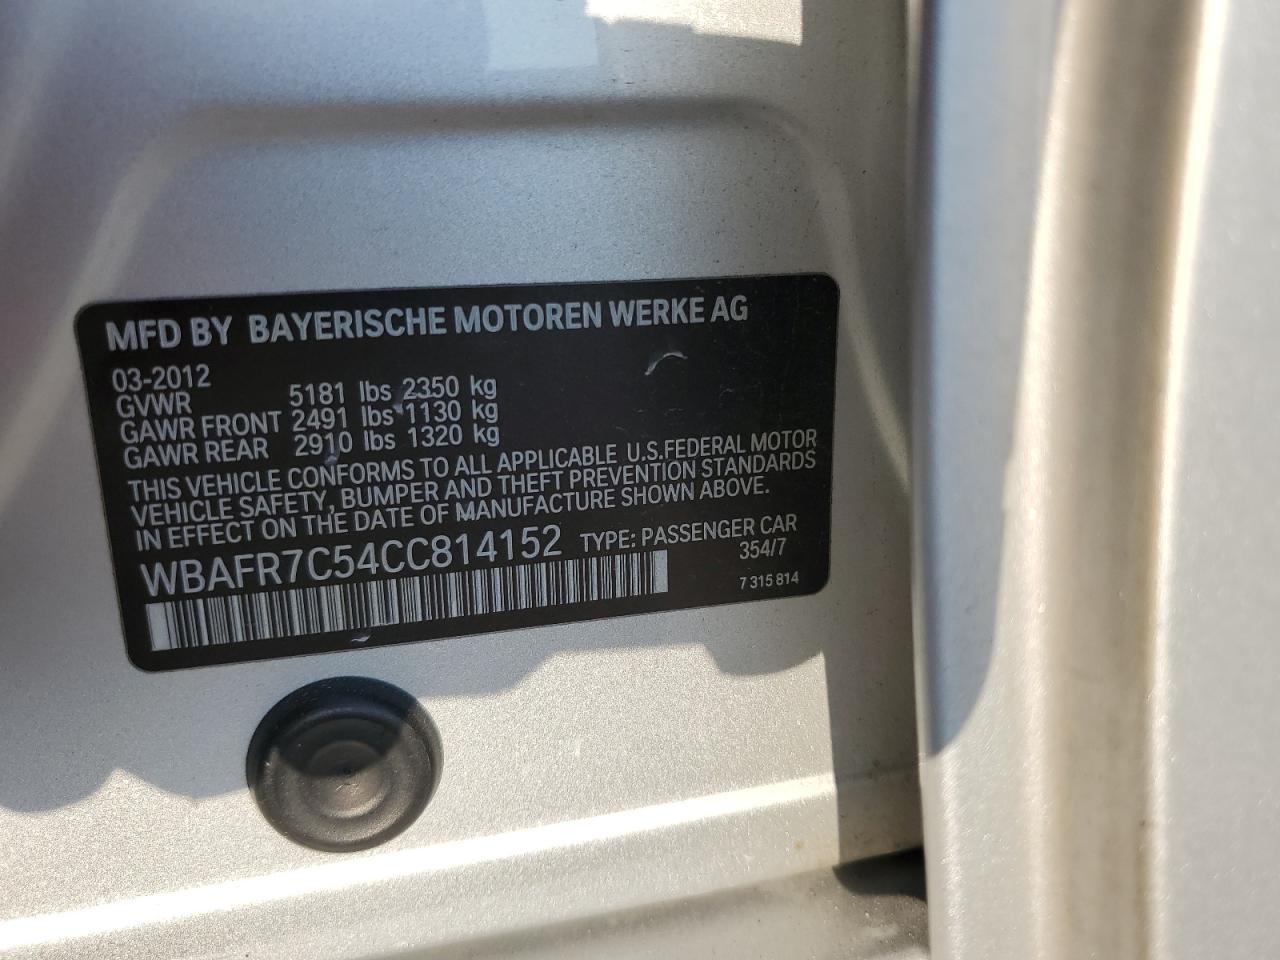 MFD BY BAYERISCHE MOTOREN WERKE AG
03-2012
GVWR 5181 lbs 2350 kg
GAWR FRONT 2491 lbs 1130 kg
GAWR REAR 2910 lbs 1320 kg
THIS VEHICLE CONFORMS TO ALL APPLICABLE U.S.FEDERAL MOTOR
VEHICLE SAFETY, BUMPER AND THEFT PREVENTION STANDARDS
IN EFFECT ON THE DATE OF MANUFACTURE SHOWN ABOVE.
WBAFR7C54CC814152 TYPE: PASSENGER CAR
354/7
7 315 814